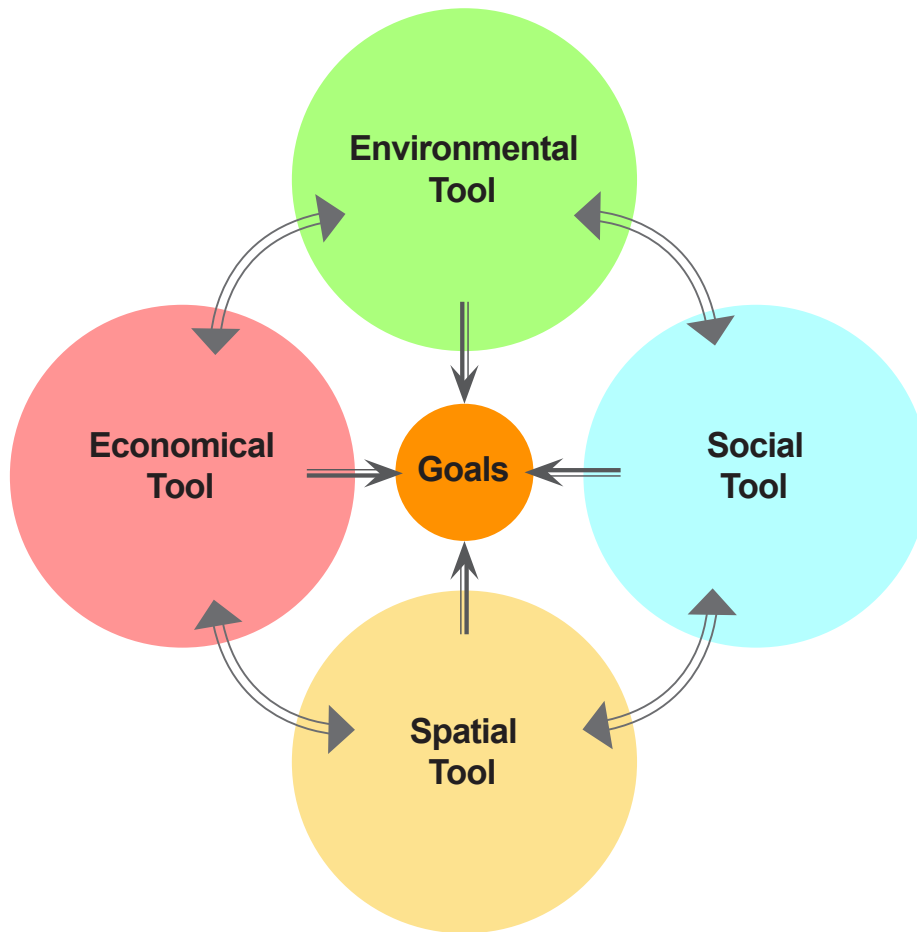 Environmental
Tool
Economical
Tool
Goals
Social
Tool
Spatial
Tool